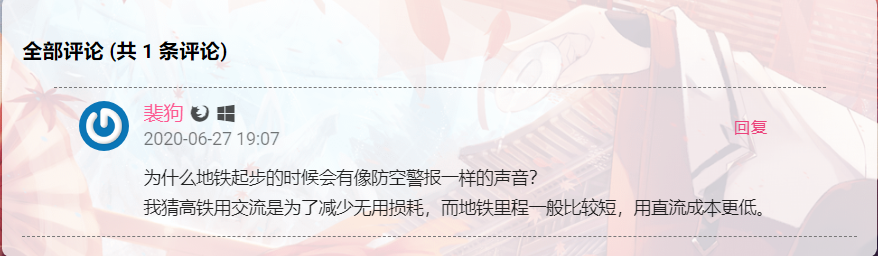 全部评论 (共 1 条评论)
裴狗
2020-06-27 19:07
回复
为什么地铁起步的时候会有像防空警报一样的声音?
我猜高铁用交流是为了减少无用损耗，而地铁里程一般比较短，用直流成本更低。